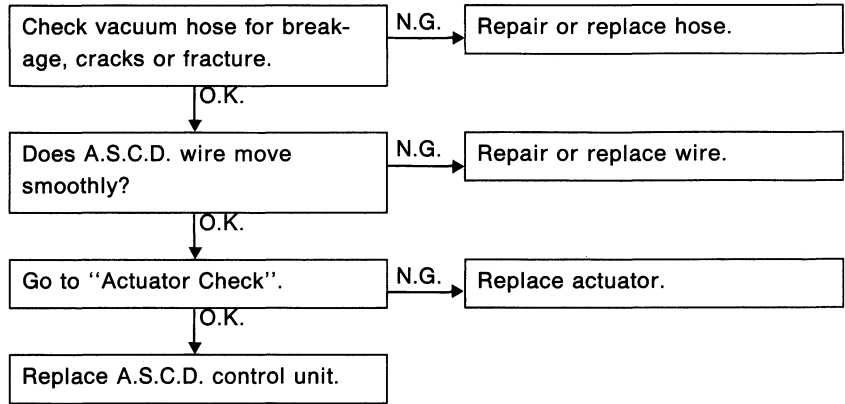 Check vacuum hose for break-
age, cracks or fracture.
N.G.
Repair or replace hose.
O.K.
Does A.S.C.D. wire move
smoothly?
N.G.
Repair or replace wire.
O.K.
Go to ‘‘Actuator Check’’.
N.G.
Replace actuator.
O.K.
Replace A.S.C.D. control unit.